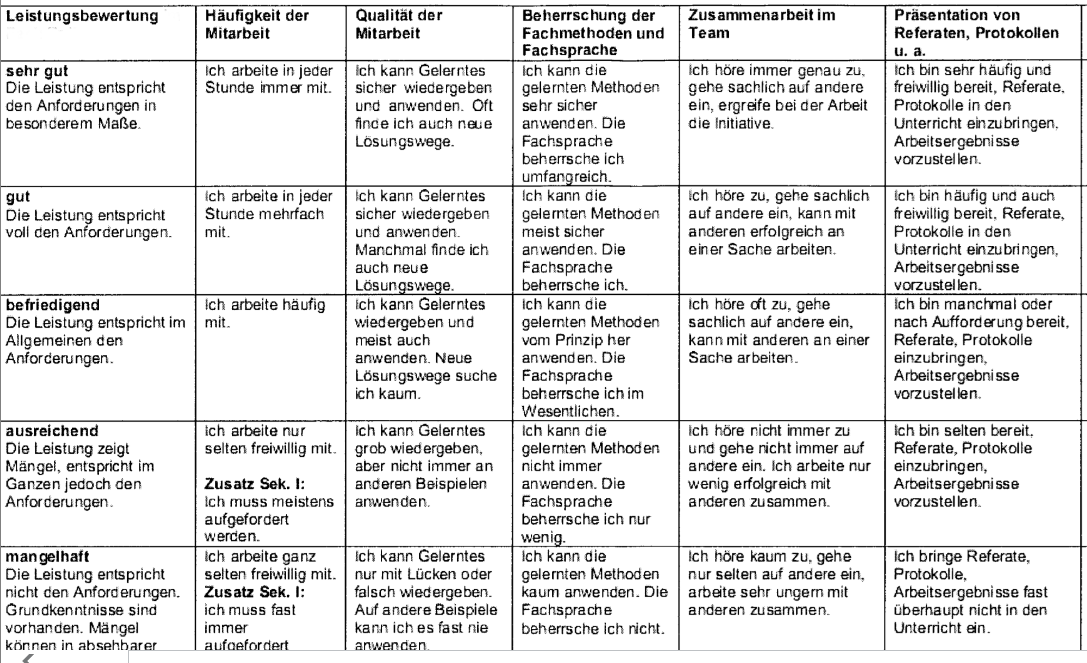 Leistungsbewertung
Häufigkeit der
Mitarbeit
Qualität der
Mitarbeit
Beherrschung der
Fachmethoden und
Fachsprache
Zusammenarbeit im
Team
Präsentation von
Referaten, Protokollen
u. a.
sehr gut
Die Leistung entspricht
den Anforderungen in
besonderem Maße.
Ich arbeite in jeder
Stunde immer mit.
Ich kann Gelerntes
sicher wiedergeben
und anwenden. Oft
finde ich auch neue
Lösungswege.
Ich kann die
gelernten Methoden
sehr sicher
anwenden. Die
Fachsprache
beherrsche ich
umfangreich.
Ich höre immer genau zu,
gehe sachlich auf andere
ein, ergreife bei der Arbeit
die Initiative.
Ich bin sehr häufig und
freiwillig bereit, Referate,
Protokolle in den
Unterricht einzubringen,
Arbeitsergebnisse
vorzustellen.
gut
Die Leistung entspricht
voll den Anforderungen.
Ich arbeite in jeder
Stunde mehrfach
mit.
Ich kann Gelerntes
sicher wiedergeben
und anwenden.
Manchmal finde ich
auch neue
Lösungswege.
Ich kann die
gelernten Methoden
meist sicher
anwenden. Die
Fachsprache
beherrsche ich.
Ich höre zu, gehe sachlich
auf andere ein, kann mit
anderen erfolgreich an
einer Sache arbeiten.
Ich bin häufig und auch
freiwillig bereit, Referate,
Protokolle in den
Unterricht einzubringen,
Arbeitsergebnisse
vorzustellen.
befriedigend
Die Leistung entspricht im
Allgemeinen den
Anforderungen.
Ich arbeite häufig
mit.
Ich kann Gelerntes
wiedergeben und
meist auch
anwenden. Neue
Lösungswege suche
ich kaum.
Ich kann die
gelernten Methoden
vom Prinzip her
anwenden. Die
Fachsprache
beherrsche ich im
Wesentlichen.
Ich höre oft zu, gehe
sachlich auf andere ein,
kann mit anderen an einer
Sache arbeiten.
Ich bin manchmal oder
nach Aufforderung bereit,
Referate, Protokolle
einzubringen,
Arbeitsergebnisse
vorzustellen.
ausreichend
Die Leistung zeigt
Mängel, entspricht im
Ganzen jedoch den
Anforderungen.
Ich arbeite nur
selten freiwillig mit.
Zusatz Sek. I:
Ich muss meistens
aufgefordert
werden.
Ich kann Gelerntes
grob wiedergeben,
aber nicht immer an
anderen Beispielen
anwenden.
Ich kann die
gelernten Methoden
nicht immer
anwenden. Die
Fachsprache
beherrsche ich nur
wenig.
Ich höre nicht immer zu
und gehe nicht immer auf
andere ein. Ich arbeite nur
wenig erfolgreich mit
anderen zusammen.
Ich bin selten bereit,
Referate, Protokolle
einzubringen,
Arbeitsergebnisse
vorzustellen.
mangelhaft
Die Leistung entspricht
nicht den Anforderungen.
Grundkenntnisse sind
vorhanden. Mängel
können in absehbarer
Ich arbeite ganz
selten freiwillig mit.
Zusatz Sek. I:
ich muss fast
immer
aufgefordert
Ich kann Gelerntes
nur mit Lücken oder
falsch wiedergeben.
Auf andere Beispiele
kann ich es fast nie
anwenden.
Ich kann die
gelernten Methoden
kaum anwenden. Die
Fachsprache
beherrsche ich nicht.
Ich höre kaum zu, gehe
nur selten auf andere ein,
arbeite sehr ungern mit
anderen zusammen.
Ich bringe Referate,
Protokolle,
Arbeitsergebnisse fast
überhaupt nicht in den
Unterricht ein.